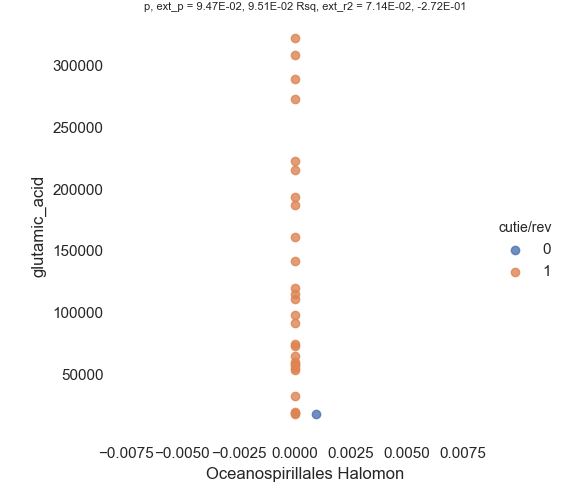 p, ext_p = 9.47E-02, 9.51E-02 Rsq, ext_r2 = 7.14E-02, -2.72E-01
300000
250000
200000
150000
100000
50000
glutamic_acid
cutie/rev
0
1
−0.0075 −0.0050 −0.0025 0.0000 0.0025 0.0050 0.0075
Oceanospirillales Halomon